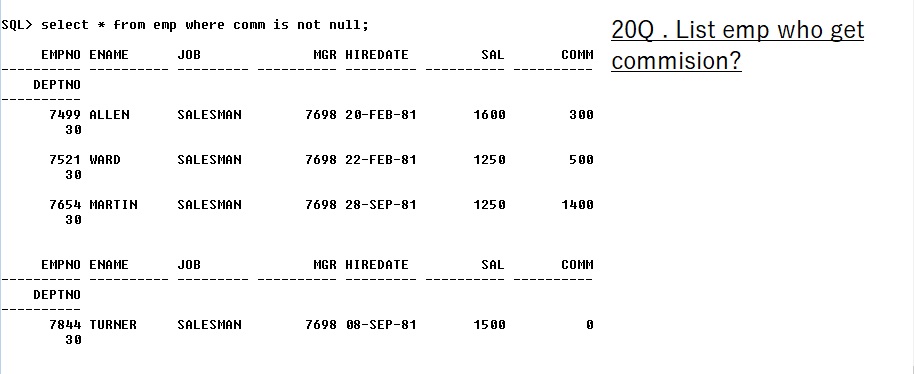 SQL> select * from emp where comm is not null;
EMPNO ENAME JOB MGR HIREDATE SAL COMM
---------- ---------- --------- ---------- --------- ---------- ----------
DEPTNO
----------
7499 ALLEN SALESMAN 7698 20-FEB-81 1600 300
30
7521 WARD SALESMAN 7698 22-FEB-81 1250 500
30
7654 MARTIN SALESMAN 7698 28-SEP-81 1250 1400
30
EMPNO ENAME JOB MGR HIREDATE SAL COMM
---------- ---------- --------- ---------- --------- ---------- ----------
DEPTNO
----------
7844 TURNER SALESMAN 7698 08-SEP-81 1500 0
30
20Q . List emp who get
commision?